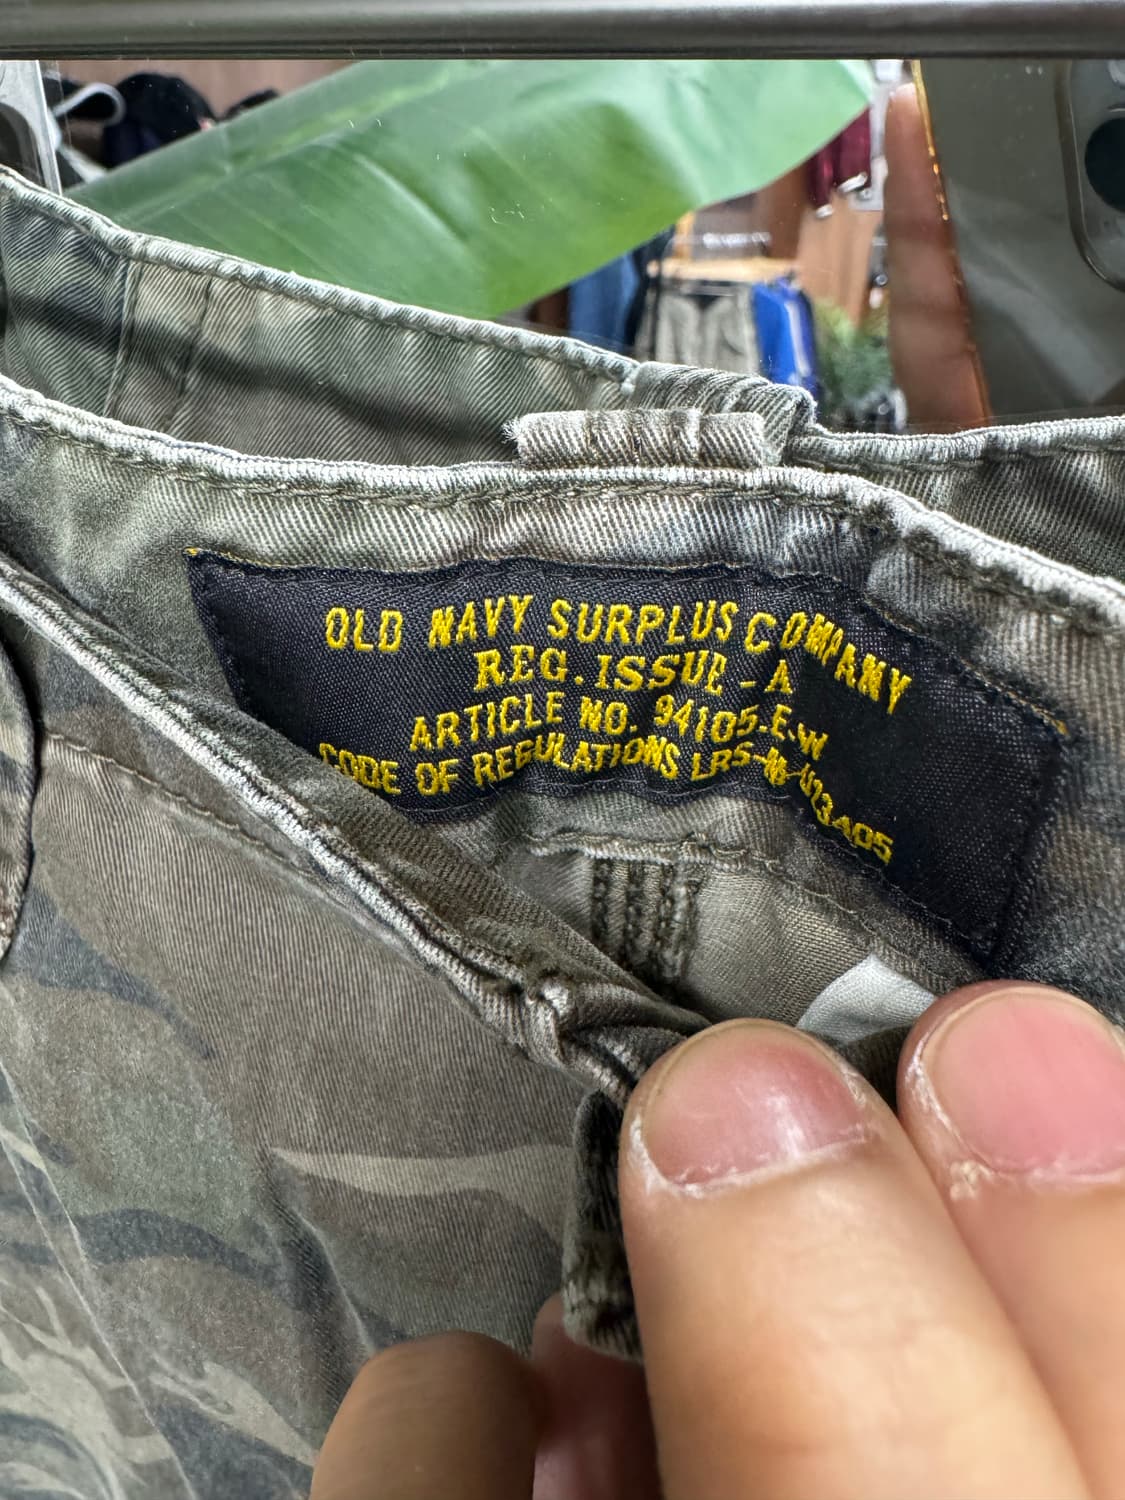 OLD NAVY SURPLUS COMPANY
REG. ISSUE - A
ARTICLE NO. 94105-E-W
CODE OF REGULATIONS